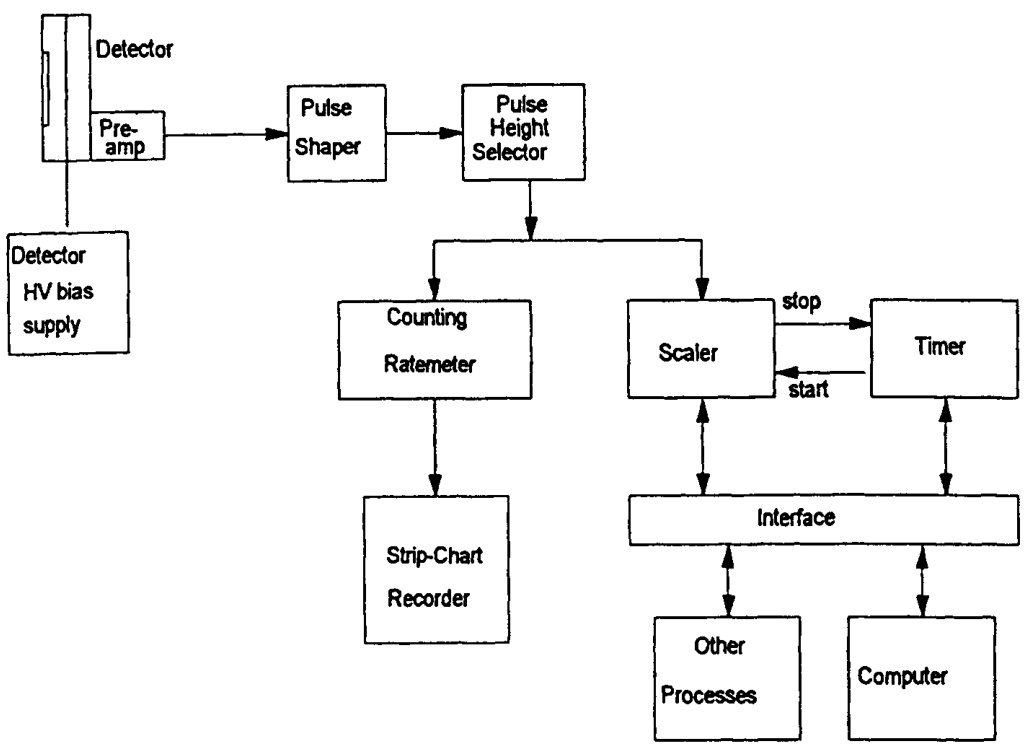 Detector
Pre-
amp
Pulse
Shaper
Pulse
Height
Selector
Detector
HV bias
supply
Counting
Ratemeter
Scaler
stop
start
Timer
Interface
Strip-Chart
Recorder
Other
Processes
Computer